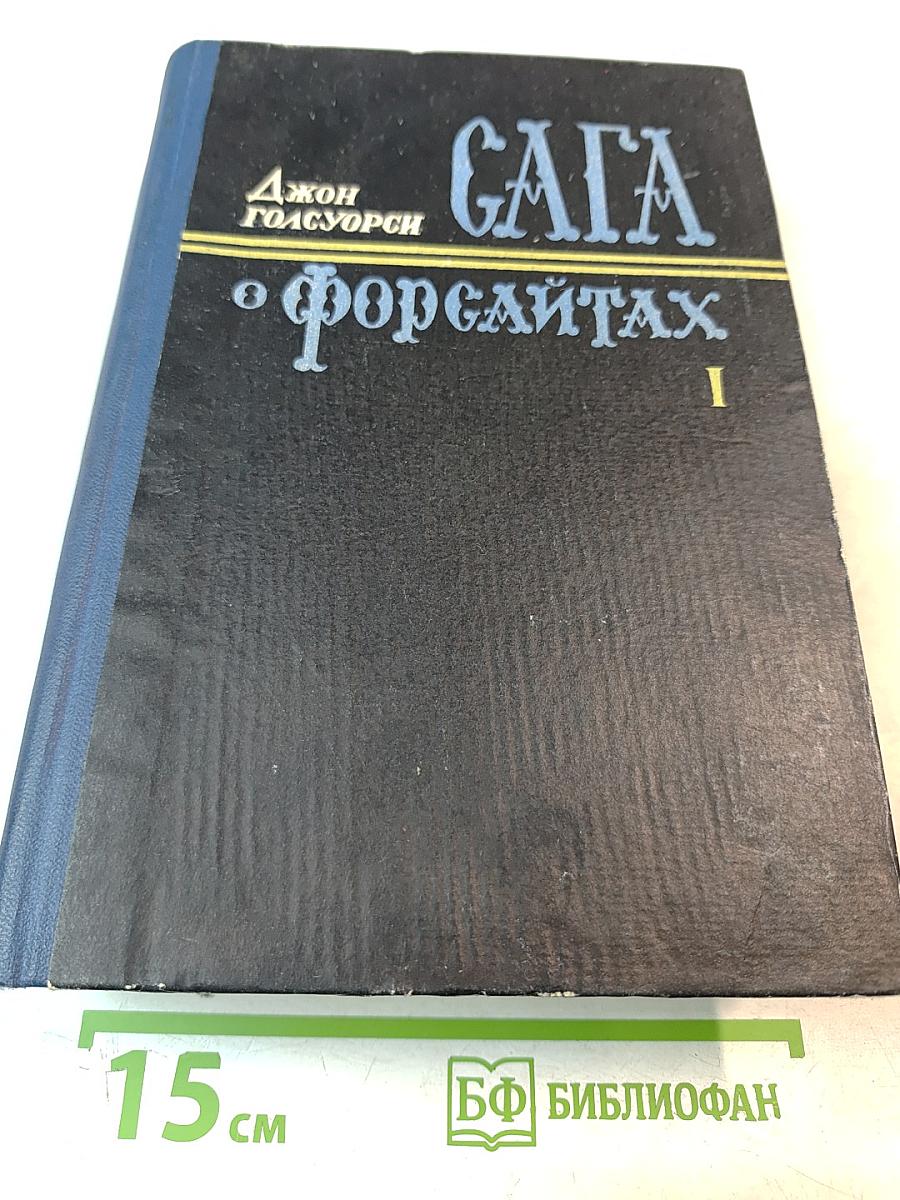 Джон
Голсуорси
САГА
о Форсайтах
I
15 см
БФ БИБЛИОФАН